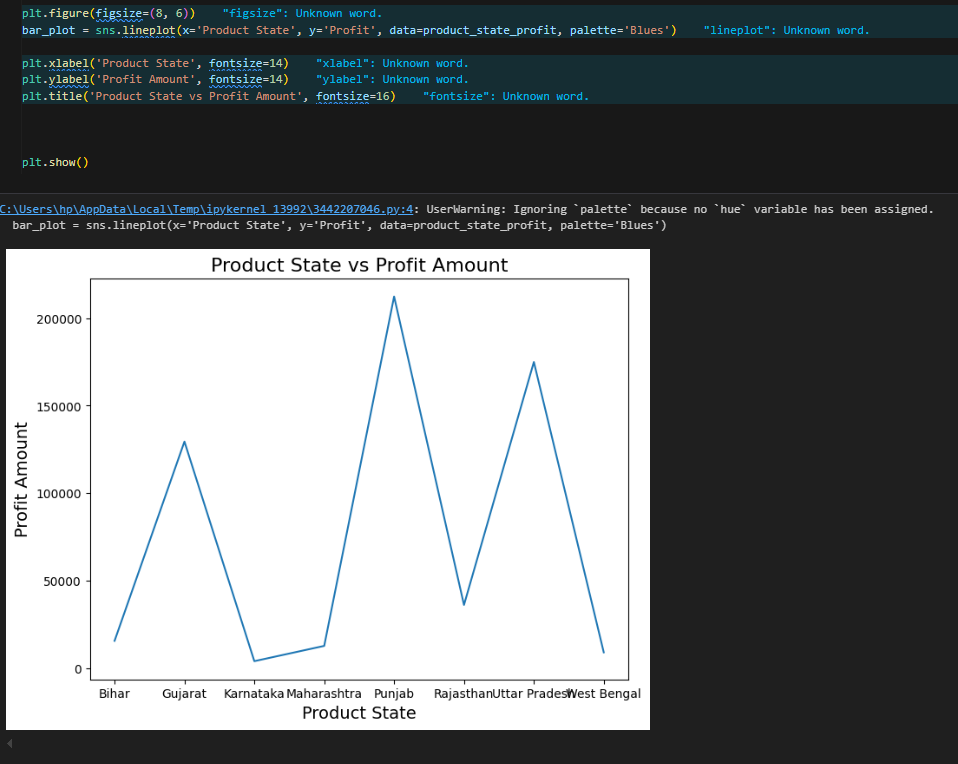 plt.figure(figsize=(8, 6))    "figsize": Unknown word.
bar_plot = sns.lineplot(x='Product State', y='Profit', data=product_state_profit, palette='Blues')    "lineplot": Unknown word.
plt.xlabel('Product State', fontsize=14)    "xlabel": Unknown word.
plt.ylabel('Profit Amount', fontsize=14)    "ylabel": Unknown word.
plt.title('Product State vs Profit Amount', fontsize=16)    "fontsize": Unknown word.
plt.show()
C:\Users\hp\AppData\Local\Temp\ipykernel_13992\3442207046.py:4: UserWarning: Ignoring `palette` because no `hue` variable has been assigned.
bar_plot = sns.lineplot(x='Product State', y='Profit', data=product_state_profit, palette='Blues')
Product State vs Profit Amount
200000
150000
100000
50000
0
Profit Amount
Bihar Gujarat Karnataka Maharashtra Punjab Rajasthan Uttar Pradesh West Bengal
Product State